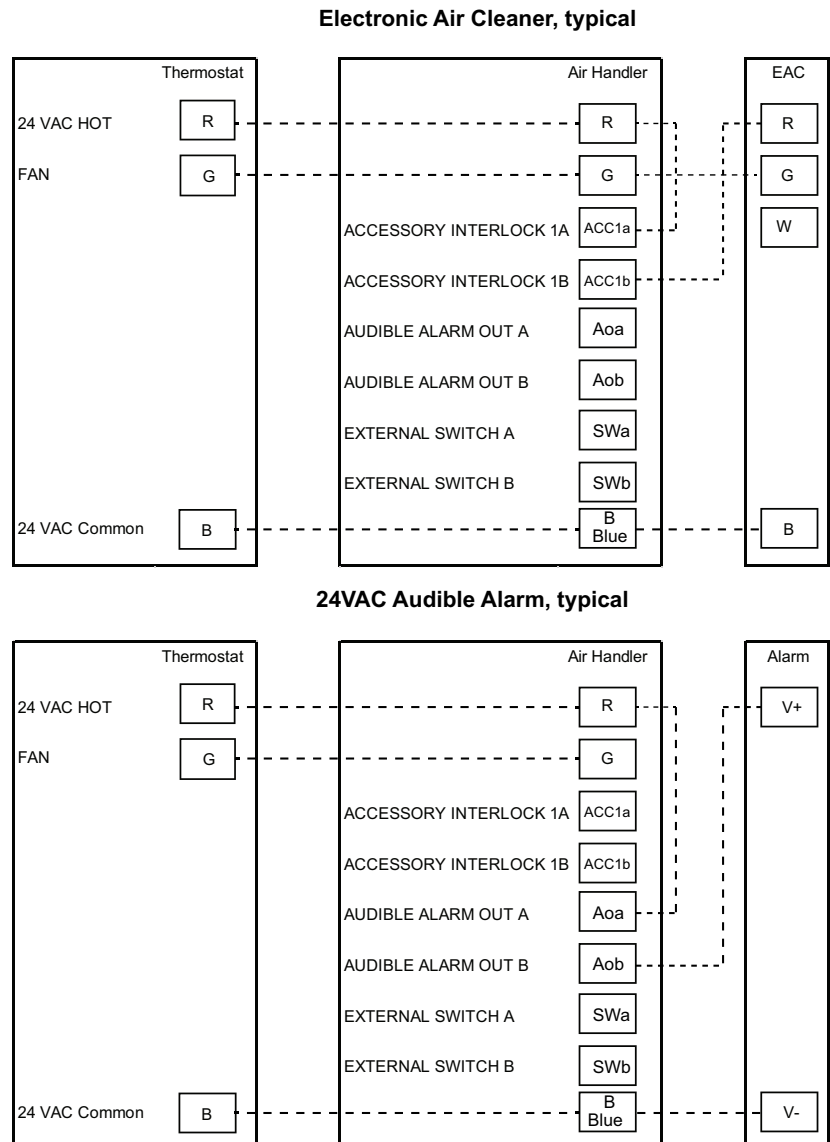 Electronic Air Cleaner, typical
Thermostat Air Handler EAC
24 VAC HOT R R R
FAN G G G
ACCESSORY INTERLOCK 1A ACC1a W
ACCESSORY INTERLOCK 1B ACC1b
AUDIBLE ALARM OUT A Aoa
AUDIBLE ALARM OUT B Aob
EXTERNAL SWITCH A SWa
EXTERNAL SWITCH B SWb
24 VAC Common B B Blue B
24VAC Audible Alarm, typical
Thermostat Air Handler Alarm
24 VAC HOT R R V+
FAN G G
ACCESSORY INTERLOCK 1A ACC1a
ACCESSORY INTERLOCK 1B ACC1b
AUDIBLE ALARM OUT A Aoa
AUDIBLE ALARM OUT B Aob
EXTERNAL SWITCH A SWa
EXTERNAL SWITCH B SWb
24 VAC Common B B Blue V-